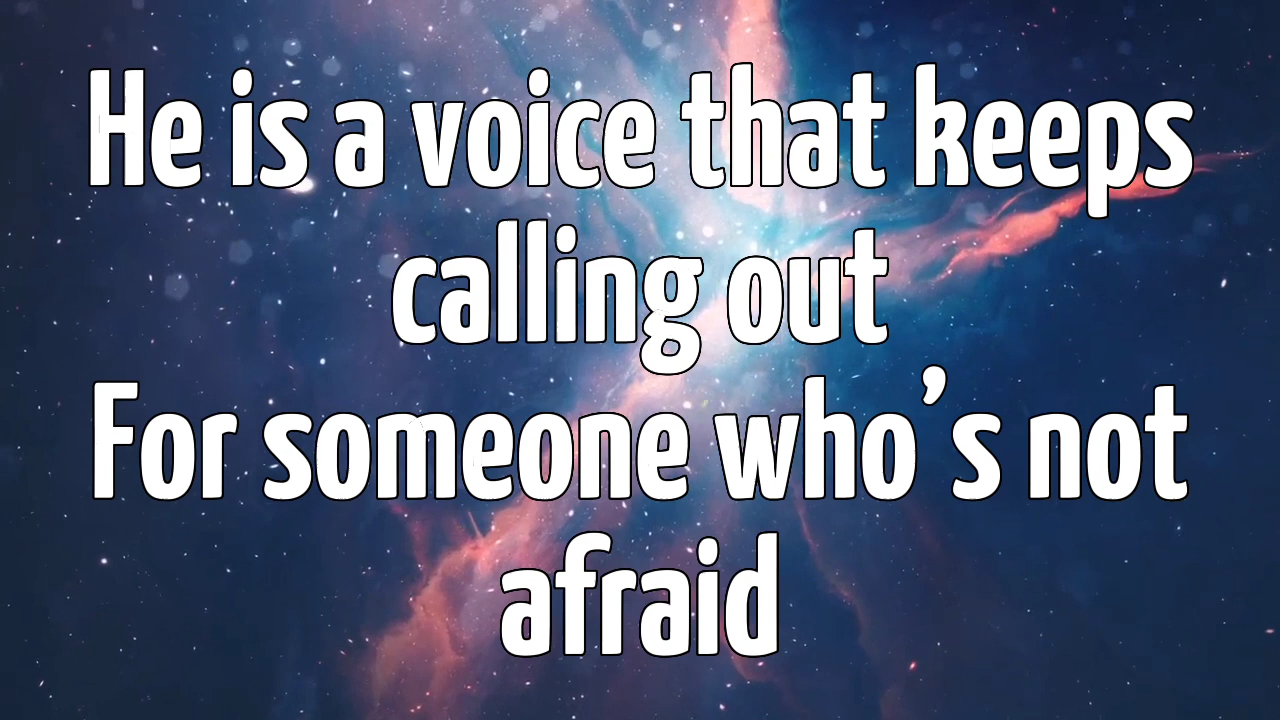 He is a voice that keeps
calling out
For someone who’s not
afraid